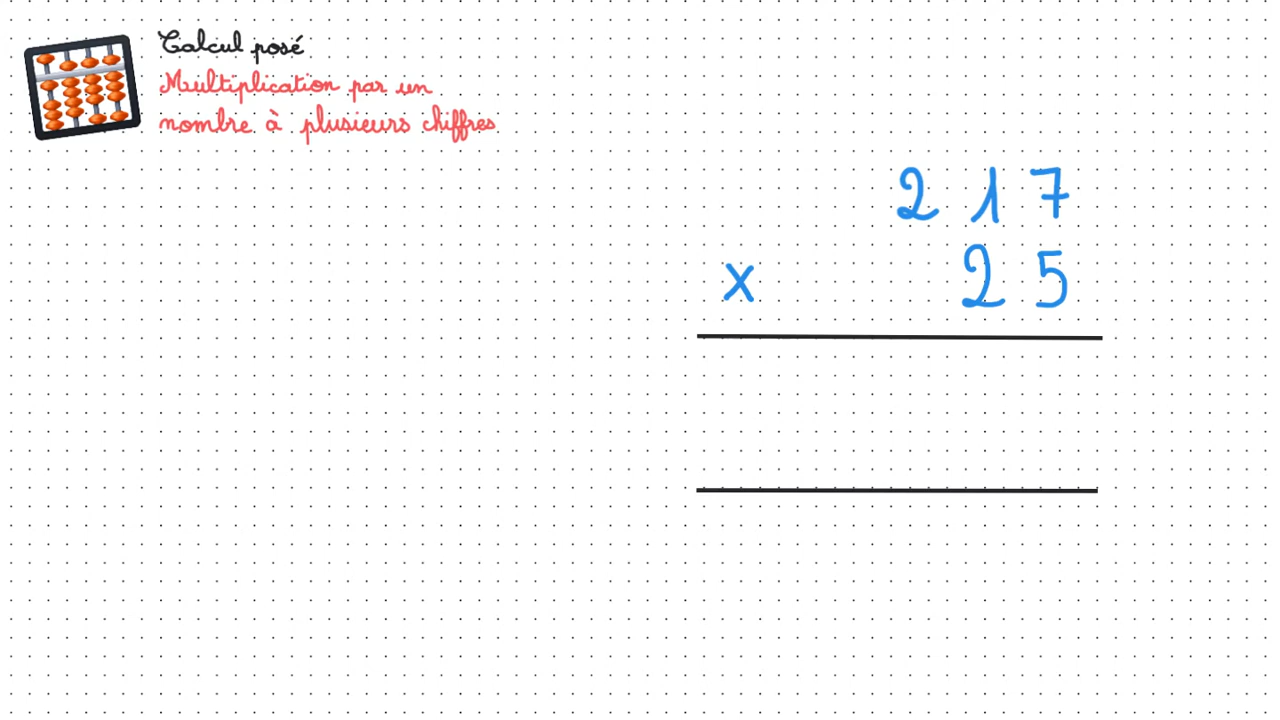 Calcul posé
Multiplication par un
nombre à plusieurs chiffres
2 1 7
x 2 5